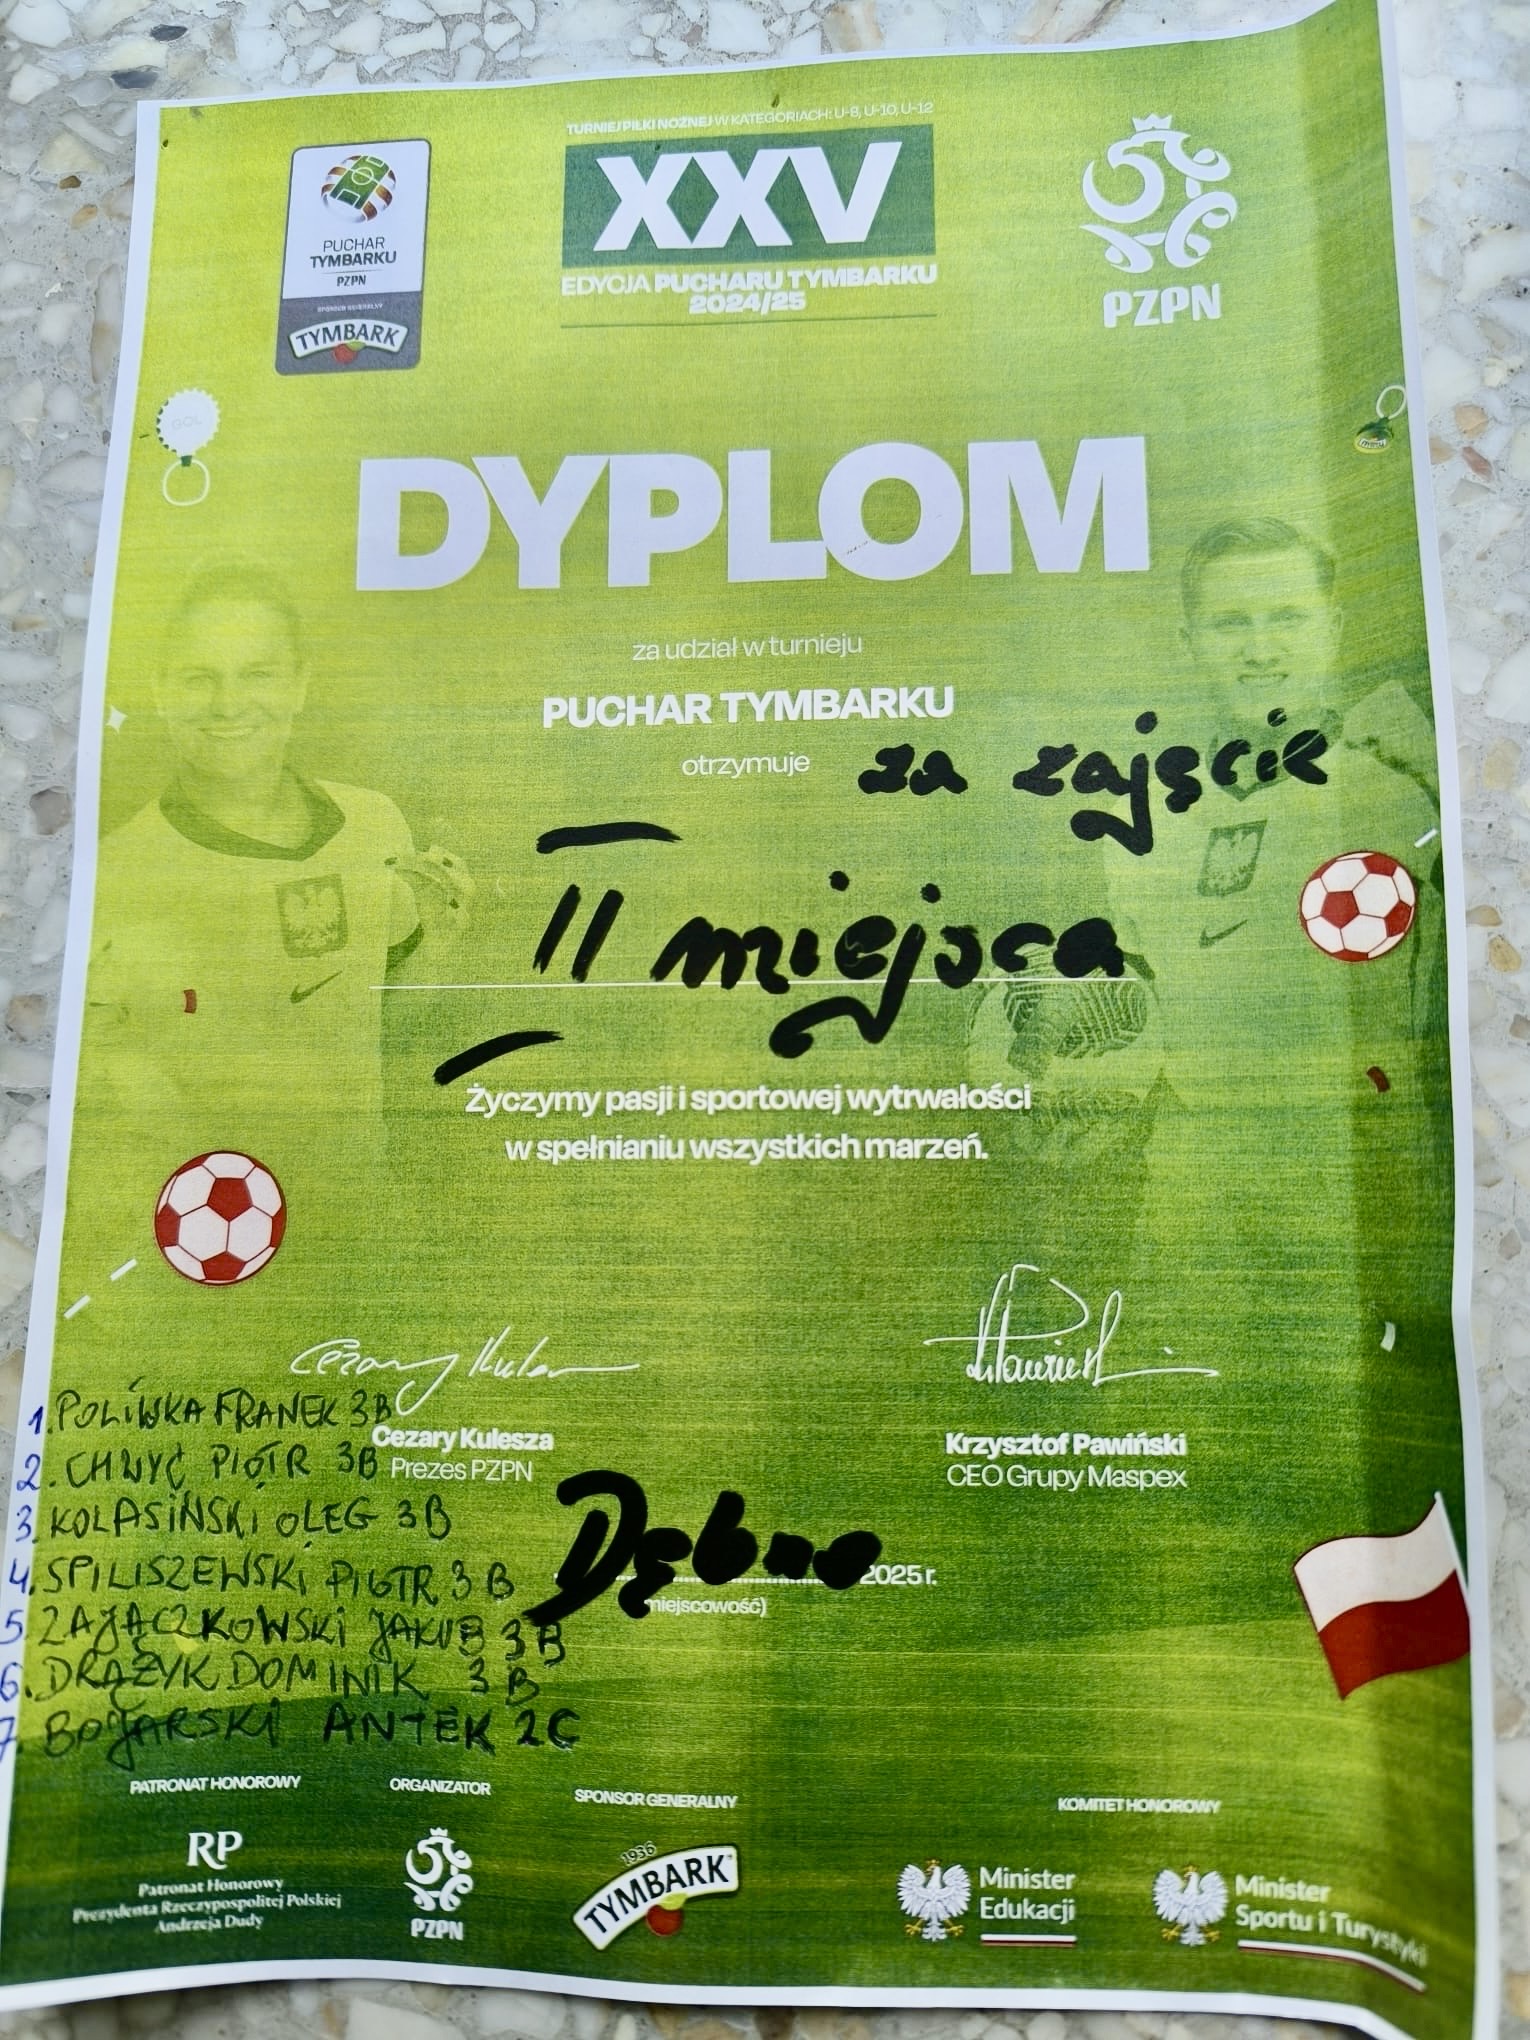 TURNIEJ PIŁKI NOŻNEJ W KATEGORIACH: U-8, U-10, U-12
XXV
EDYCJA PUCHARU TYMBARKU
2024/25
PUCHAR
TYMBARKU
PZPN
SPONSOR GENERALNY
TYMBARK
PZPN
GOL
DYPLOM
za udział w turnieju
PUCHAR TYMBARKU
otrzymuje za zajęcie
II miejsca
Życzymy pasji i sportowej wytrwałości
w spełnianiu wszystkich marzeń.
Cezary Kulesza
Prezes PZPN
Krzysztof Pawiński
CEO Grupy Maspex
1. POLIWKA FRANEK 3B
2. CHWYĆ PIOTR 3B
3. KOLASIŃSKI OLEG 3B
4. SPILISZEWSKI PIOTR 3B
5. ZAJĄCZKOWSKI JAKUB 3B
6. DRĄŻYK DOMINIK 3B
7. BOJARSKI ANTEK 2C
Dębno 2025 r.
(miejscowość)
PATRONAT HONOROWY
RP
Patronat Honorowy
Prezydenta Rzeczypospolitej Polskiej
Andrzeja Dudy
ORGANIZATOR
PZPN
SPONSOR GENERALNY
1936
TYMBARK
KOMITET HONOROWY
Minister
Edukacji
Minister
Sportu i Turystyki